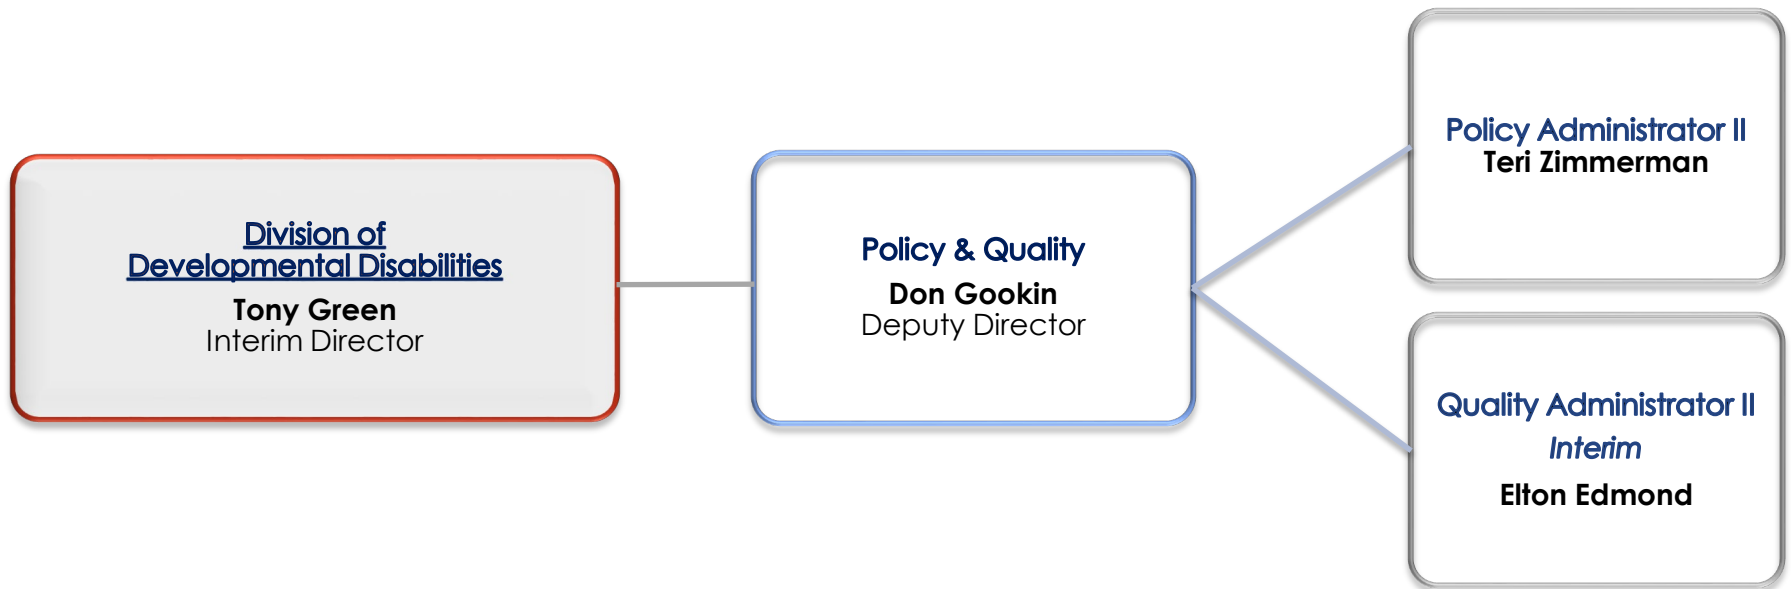 Division of
Developmental Disabilities
Tony Green
Interim Director
Policy & Quality
Don Gookin
Deputy Director
Policy Administrator II
Teri Zimmerman
Quality Administrator II
Interim
Elton Edmond